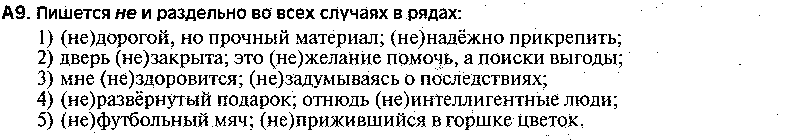 А9. Пишется не и раздельно во всех случаях в рядах:
1) (не)дорогой, но прочный материал; (не)надёжно прикрепить;
2) дверь (не)закрыта; это (не)желание помочь, а поиски выгоды;
3) мне (не)здоровится; (не)задумываясь о последствиях;
4) (не)развёрнутый подарок; отнюдь (не)интеллигентные люди;
5) (не)футбольный мяч; (не)прижившийся в горшке цветок.